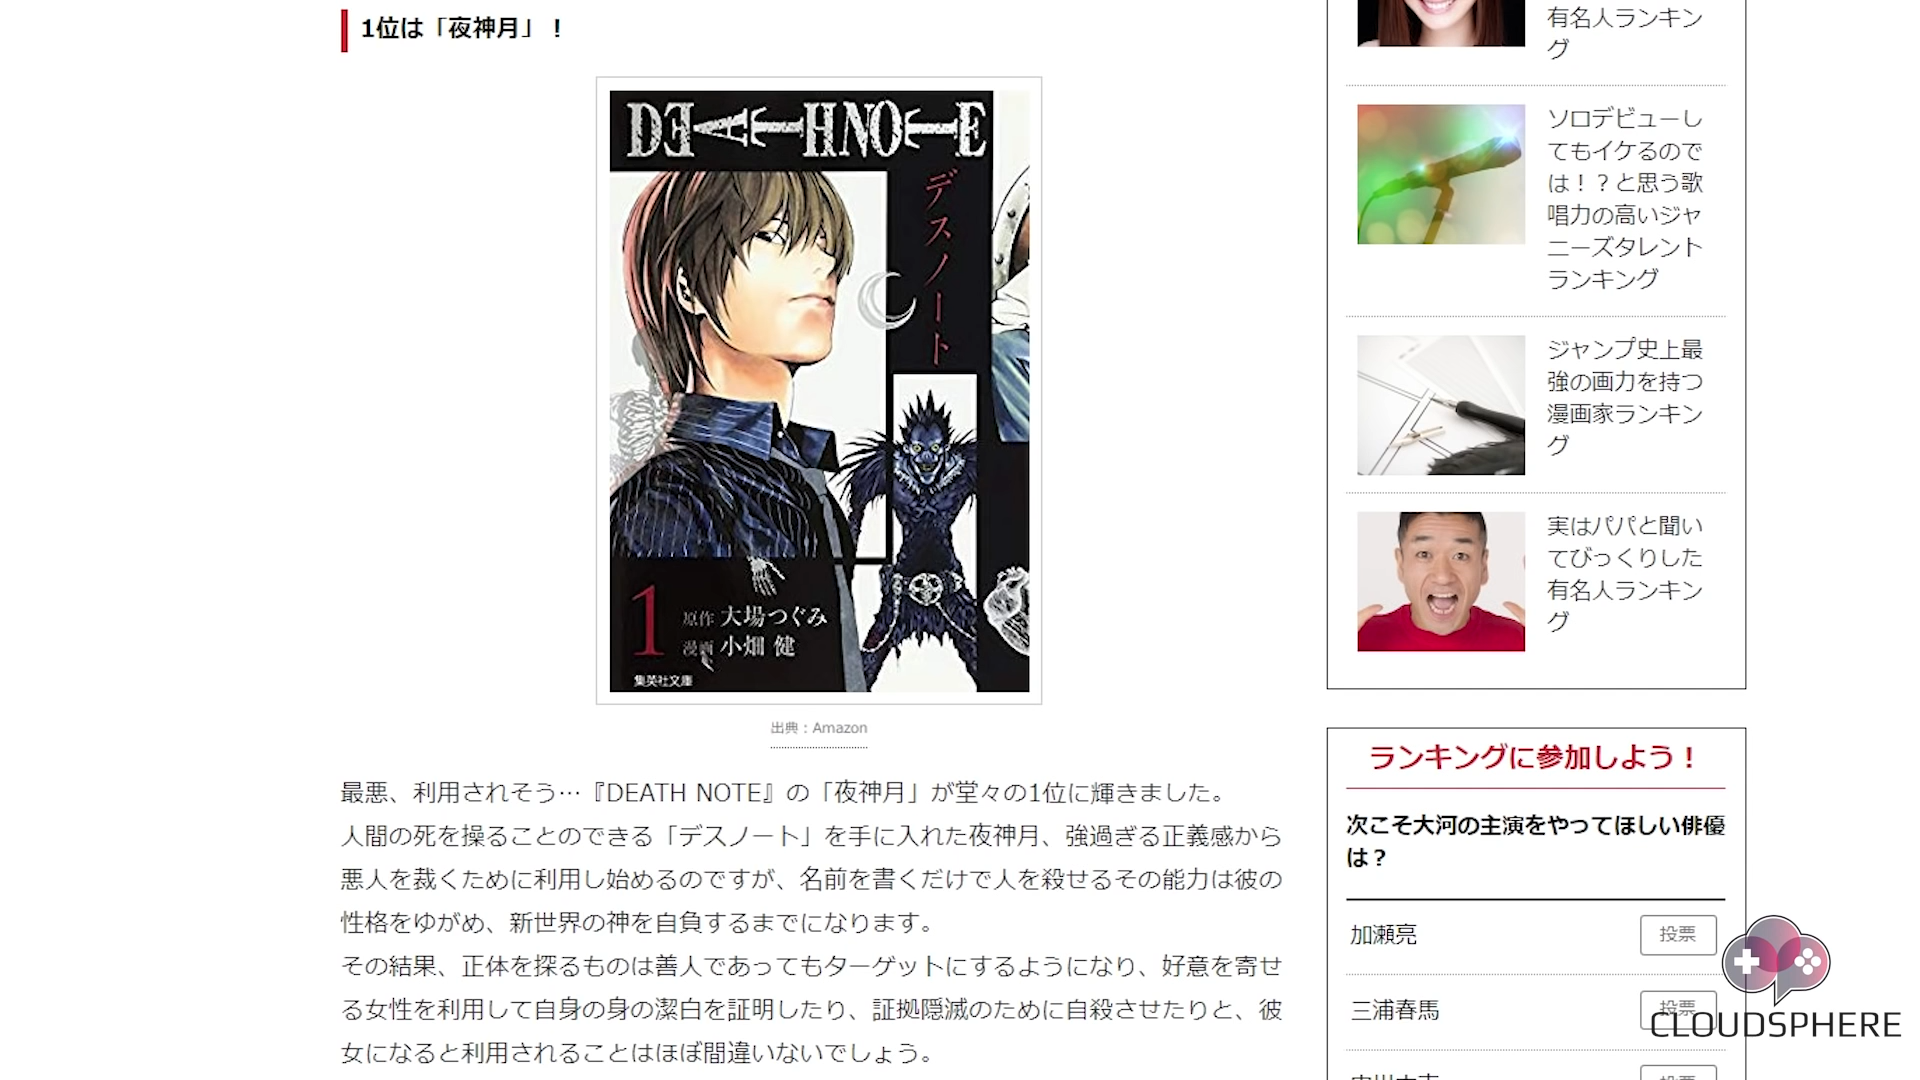 1位は「夜神月」！
DEATH NOTE
デスノート
1
原作 大場つぐみ
漫画 小畑 健
集英社文庫
出典：Amazon
最悪、利用されそう…『DEATH NOTE』の「夜神月」が堂々の1位に輝きました。
人間の死を操ることのできる「デスノート」を手に入れた夜神月、強過ぎる正義感から
悪人を裁くために利用し始めるのですが、名前を書くだけで人を殺せるその能力は彼の
性格をゆがめ、新世界の神を自負するまでになります。
その結果、正体を探るものは善人であってもターゲットにするようになり、好意を寄せ
る女性を利用して自身の身の潔白を証明したり、証拠隠滅のために自殺させたりと、彼
女になると利用されることはほぼ間違いないでしょう。
有名人ランキン
グ
ソロデビューし
てもイケるので
は！？と思う歌
唱力の高いジャ
ニーズタレント
ランキング
ジャンプ史上最
強の画力を持つ
漫画家ランキン
グ
実はパパと聞い
てびっくりした
有名人ランキン
グ
ランキングに参加しよう！
次こそ大河の主演をやってほしい俳優
は？
加瀬亮
投票
三浦春馬
投票
CLOUDSPHERE